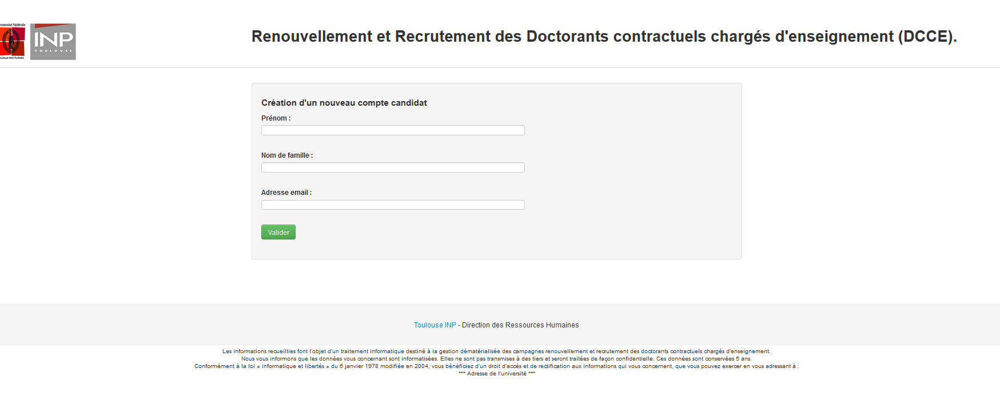 Université Fédérale
Toulouse Midi-Pyrénées
INP
TOULOUSE
Renouvellement et Recrutement des Doctorants contractuels chargés d'enseignement (DCCE).
Création d'un nouveau compte candidat
Prénom :
Nom de famille :
Adresse email :
Valider
Toulouse INP - Direction des Ressources Humaines
Les informations recueillies font l'objet d'un traitement informatique destiné à la gestion dématérialisée des campagnes renouvellement et recrutement des doctorants contractuels chargés d'enseignement.
Nous vous informons que les données vous concernant sont informatisées. Elles ne sont pas transmises à des tiers et seront traitées de façon confidentielle. Ces données sont conservées 5 ans.
Conformément à la loi « informatique et libertés » du 6 janvier 1978 modifiée en 2004, vous bénéficiez d'un droit d'accès et de rectification aux informations qui vous concernent, que vous pouvez exercer en vous adressant à :
*** Adresse de l'université ***